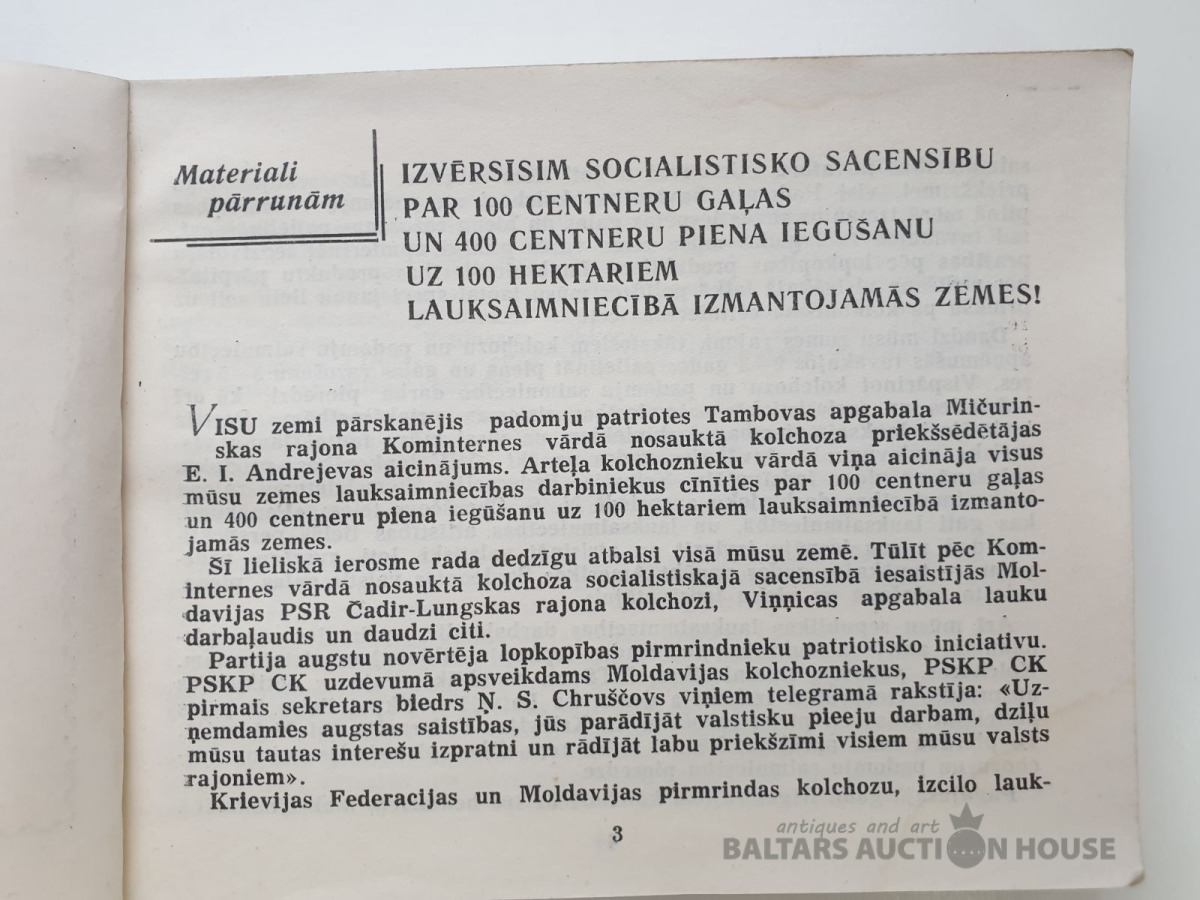 Materiali
pārrunām
IZVĒRSĪSIM SOCIALISTISKO SACENSĪBU
PAR 100 CENTNERU GAĻAS
UN 400 CENTNERU PIENA IEGŪŠANU
UZ 100 HEKTARIEM
LAUKSAIMNIECĪBĀ IZMANTOJAMĀS ZEMES!
VISU zemi pārskanējis padomju patriotes Tambovas apgabala Mičurin-
skas rajona Kominternes vārdā nosauktā kolchoza priekšsēdētājas
E. I. Andrejevas aicinājums. Arteļa kolchoznieku vārdā viņa aicināja visus
mūsu zemes lauksaimniecības darbiniekus cīnīties par 100 centneru gaļas
un 400 centneru piena iegūšanu uz 100 hektariem lauksaimniecībā izmanto-
jamās zemes.
Šī lieliskā ierosme rada dedzīgu atbalsi visā mūsu zemē. Tūlīt pēc Kom-
internes vārdā nosauktā kolchoza socialistiskajā sacensībā iesaistījās Mol-
davijas PSR Čadir-Lungskas rajona kolchozi, Viņņicas apgabala lauku
darbaļaudis un daudzi citi.
Partija augstu novērtēja lopkopības pirmrindnieku patriotisko iniciativu.
PSKP CK uzdevumā apsveikdams Moldavijas kolchozniekus, PSKP CK
pirmais sekretars biedrs Ņ. S. Chruščovs viņiem telegramā rakstīja: «Uz-
ņemdamies augstas saistības, jūs parādījāt valstisku pieeju darbam, dziļu
mūsu tautas interešu izpratni un rādījāt labu priekšzīmi visiem mūsu valsts
rajoniem».
Krievijas Federacijas un Moldavijas pirmrindas kolchozu, izcilo lauk-
3
antiques and art
BALTARS AUCTION HOUSE